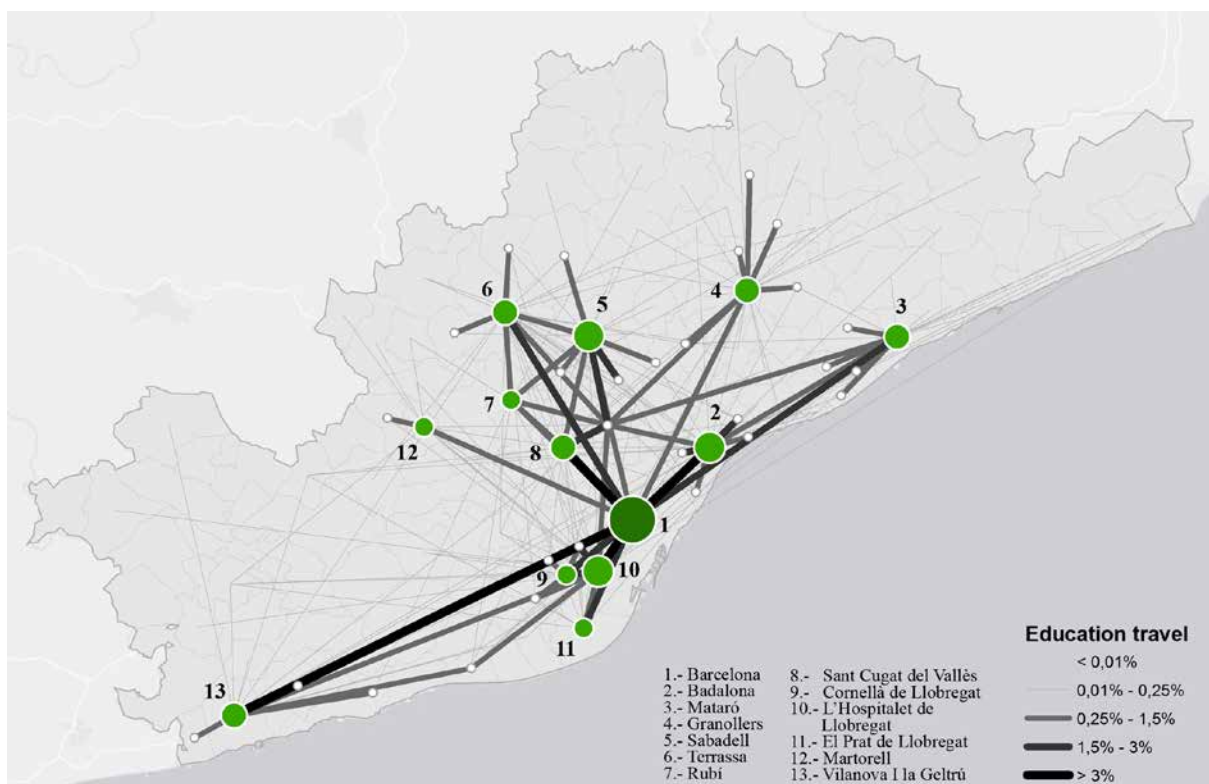 6
5
4
3
7
2
8
12
1
9
10
11
13
1.- Barcelona
2.- Badalona
3.- Mataró
4.- Granollers
5.- Sabadell
6.- Terrassa
7.- Rubí
8.- Sant Cugat del Vallès
9.- Cornellà de Llobregat
10.- L'Hospitalet de
Llobregat
11.- El Prat de Llobregat
12.- Martorell
13.- Vilanova I la Geltrú
Education travel
< 0,01%
0,01% - 0,25%
0,25% - 1,5%
1,5% - 3%
> 3%